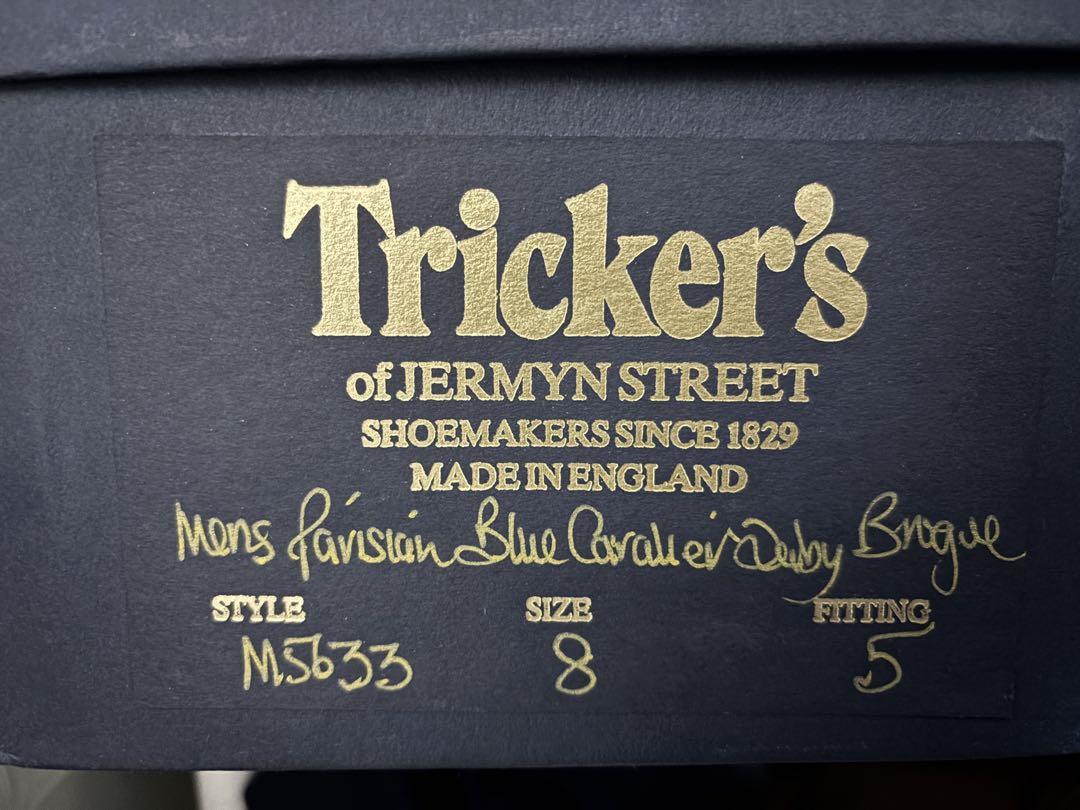 Tricker's
of JERMYN STREET
SHOEMAKERS SINCE 1829
MADE IN ENGLAND
Mens Parisian Blue Cavalier Derby Brogue
STYLE SIZE FITTING
M5633 8 5